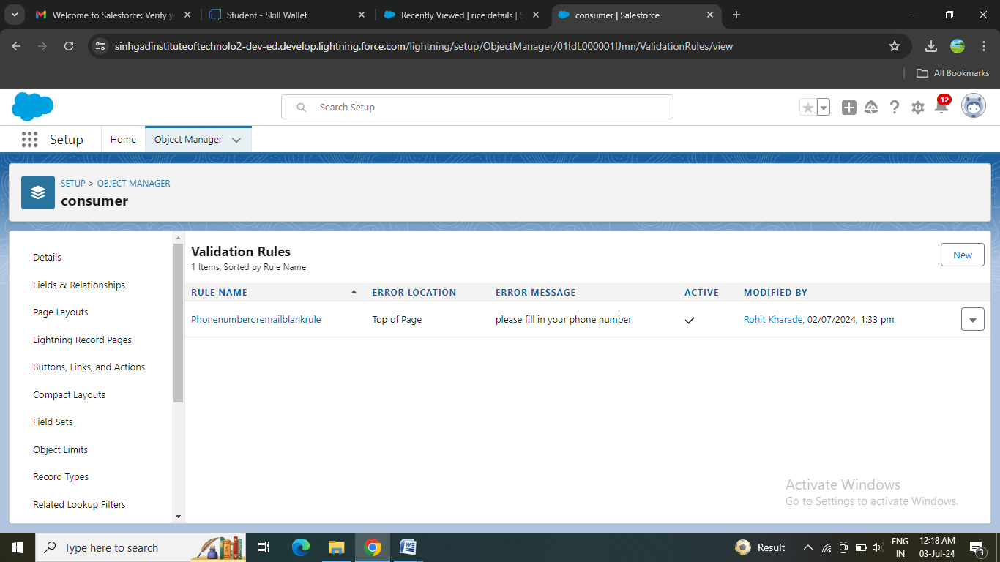 Welcome to Salesforce: Verify y
Student - Skill Wallet
Recently Viewed | rice details | S
consumer | Salesforce
sinhgadinstituteoftechnolo2-dev-ed.develop.lightning.force.com/lightning/setup/ObjectManager/01IdL000001IJmn/ValidationRules/view
All Bookmarks
Search Setup
12
Setup
Home
Object Manager
SETUP > OBJECT MANAGER
consumer
Details
Fields & Relationships
Page Layouts
Lightning Record Pages
Buttons, Links, and Actions
Compact Layouts
Field Sets
Object Limits
Record Types
Related Lookup Filters
Validation Rules
1 Items, Sorted by Rule Name
New
RULE NAME ERROR LOCATION ERROR MESSAGE ACTIVE MODIFIED BY
Phonenumberoremailblankrule Top of Page please fill in your phone number Rohit Kharade, 02/07/2024, 1:33 pm
Activate Windows
Go to Settings to activate Windows.
Type here to search
Result
ENG
IN
12:18 AM
03-Jul-24
3